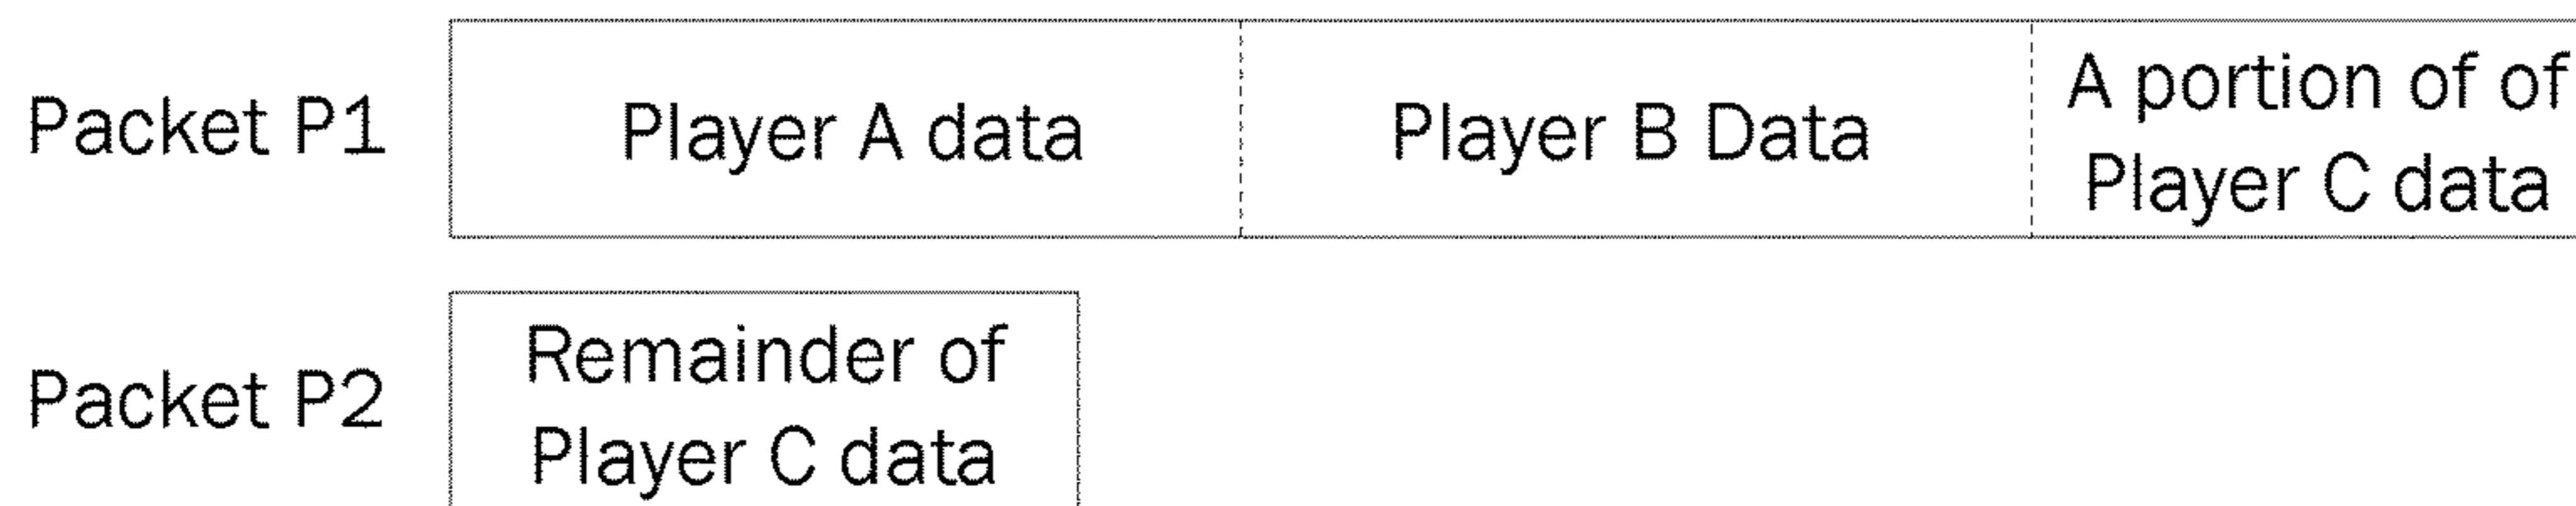 Packet P1
Player A data
Player B Data
A portion of of
Player C data
Packet P2
Remainder of
Player C data